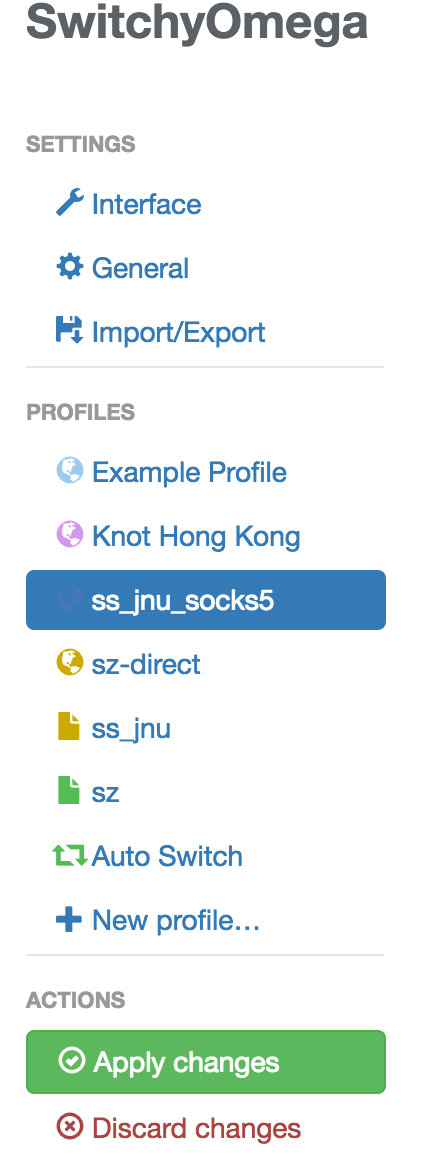 SwitchyOmega
SETTINGS
Interface
General
Import/Export
PROFILES
Example Profile
Knot Hong Kong
ss_jnu_socks5
sz-direct
ss_jnu
sz
Auto Switch
New profile…
ACTIONS
Apply changes
Discard changes